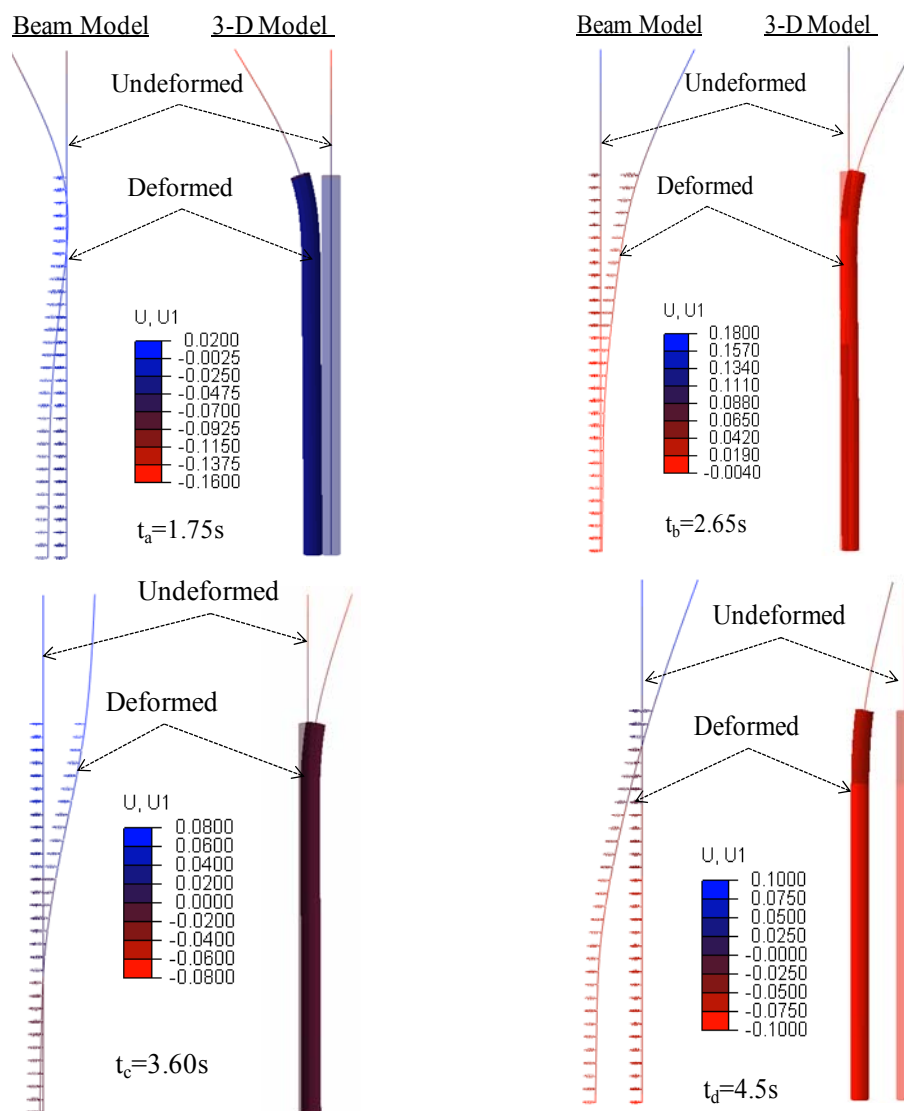 Beam Model
3-D Model
Undeformed
Deformed
U, U1
0.0200
-0.0025
-0.0250
-0.0475
-0.0700
-0.0925
-0.1150
-0.1375
-0.1600
tₐ=1.75s
Beam Model
3-D Model
Undeformed
Deformed
U, U1
0.1800
0.1570
0.1340
0.1110
0.0880
0.0650
0.0420
0.0190
-0.0040
t_b=2.65s
Undeformed
Deformed
U, U1
0.0800
0.0600
0.0400
0.0200
0.0000
-0.0200
-0.0400
-0.0600
-0.0800
t_c=3.60s
Undeformed
Deformed
U, U1
0.1000
0.0750
0.0500
0.0250
-0.0000
-0.0250
-0.0500
-0.0750
-0.1000
t_d=4.5s